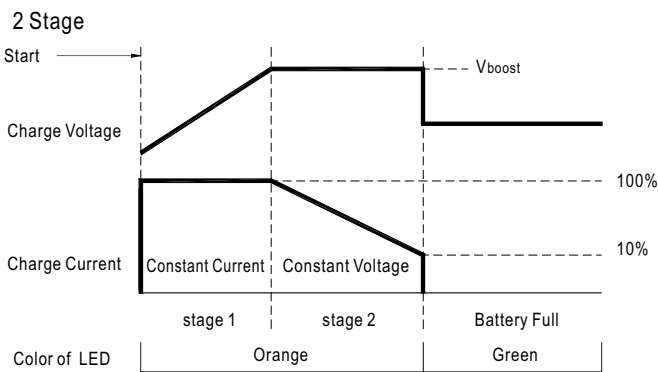 2 Stage
Start
Vboost
Charge Voltage
100%
10%
Charge Current
Constant Current
Constant Voltage
stage 1
stage 2
Battery Full
Color of LED
Orange
Green